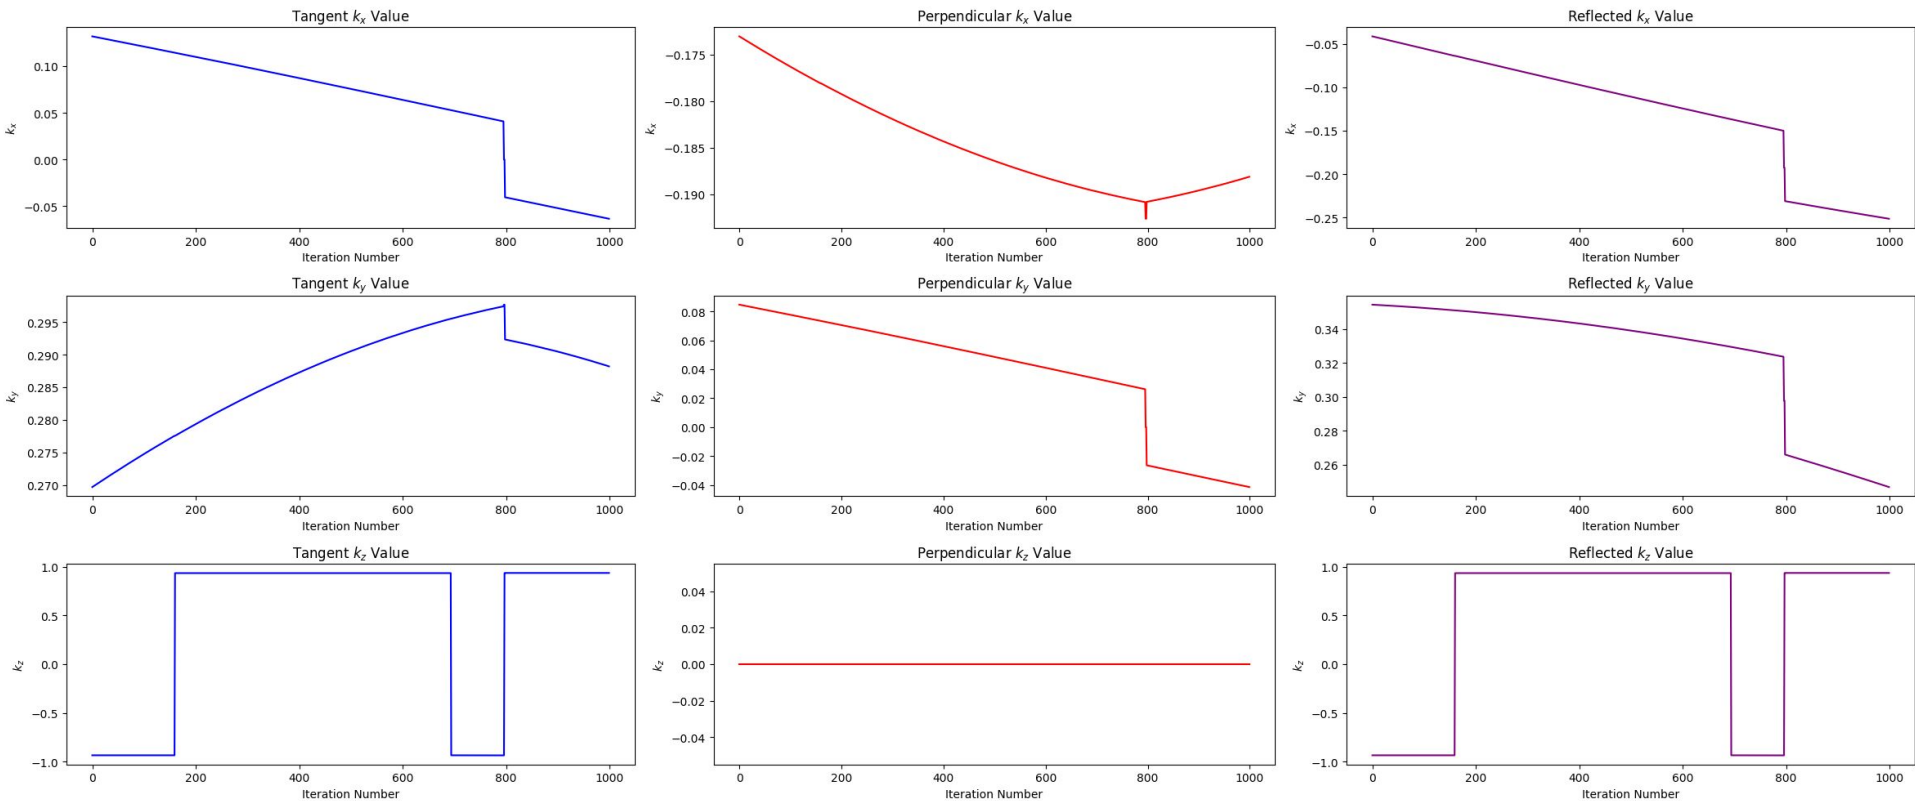 Tangent kₓ Value
Perpendicular kₓ Value
Reflected kₓ Value
kₓ
0.10
0.05
0.00
−0.05
0 200 400 600 800 1000
Iteration Number
kₓ
−0.175
−0.180
−0.185
−0.190
0 200 400 600 800 1000
Iteration Number
kₓ
−0.05
−0.10
−0.15
−0.20
−0.25
0 200 400 600 800 1000
Iteration Number
Tangent k_y Value
Perpendicular k_y Value
Reflected k_y Value
k_y
0.295
0.290
0.285
0.280
0.275
0.270
0 200 400 600 800 1000
Iteration Number
k_y
0.08
0.06
0.04
0.02
0.00
−0.02
−0.04
0 200 400 600 800 1000
Iteration Number
k_y
0.34
0.32
0.30
0.28
0.26
0 200 400 600 800 1000
Iteration Number
Tangent k_z Value
Perpendicular k_z Value
Reflected k_z Value
k_z
1.0
0.5
0.0
−0.5
−1.0
0 200 400 600 800 1000
Iteration Number
k_z
0.04
0.02
0.00
−0.02
−0.04
0 200 400 600 800 1000
Iteration Number
k_z
1.0
0.5
0.0
−0.5
−1.0
0 200 400 600 800 1000
Iteration Number